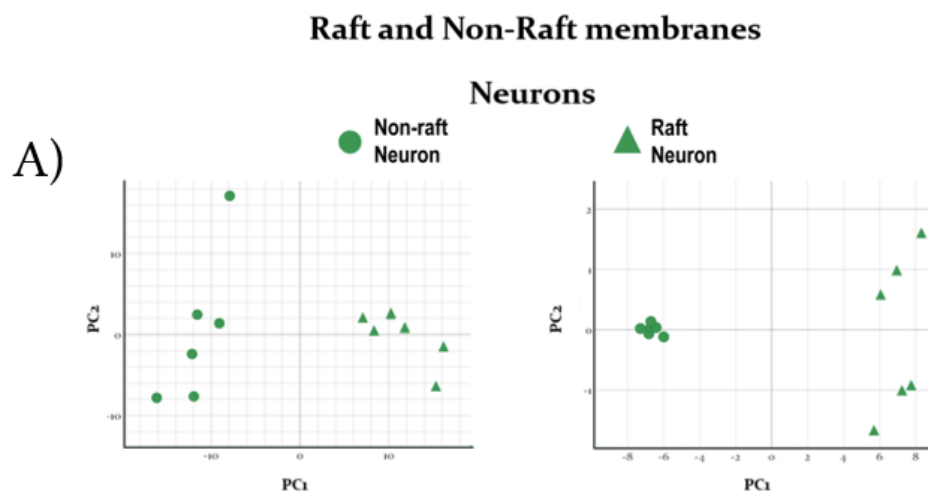 Raft and Non-Raft membranes
Neurons
A)
Non-raft
Neuron
Raft
Neuron
PC2
10
0
-10
-10
0
10
PC1
PC2
2
1
0
-1
-8
-6
-4
-2
0
2
4
6
8
PC1